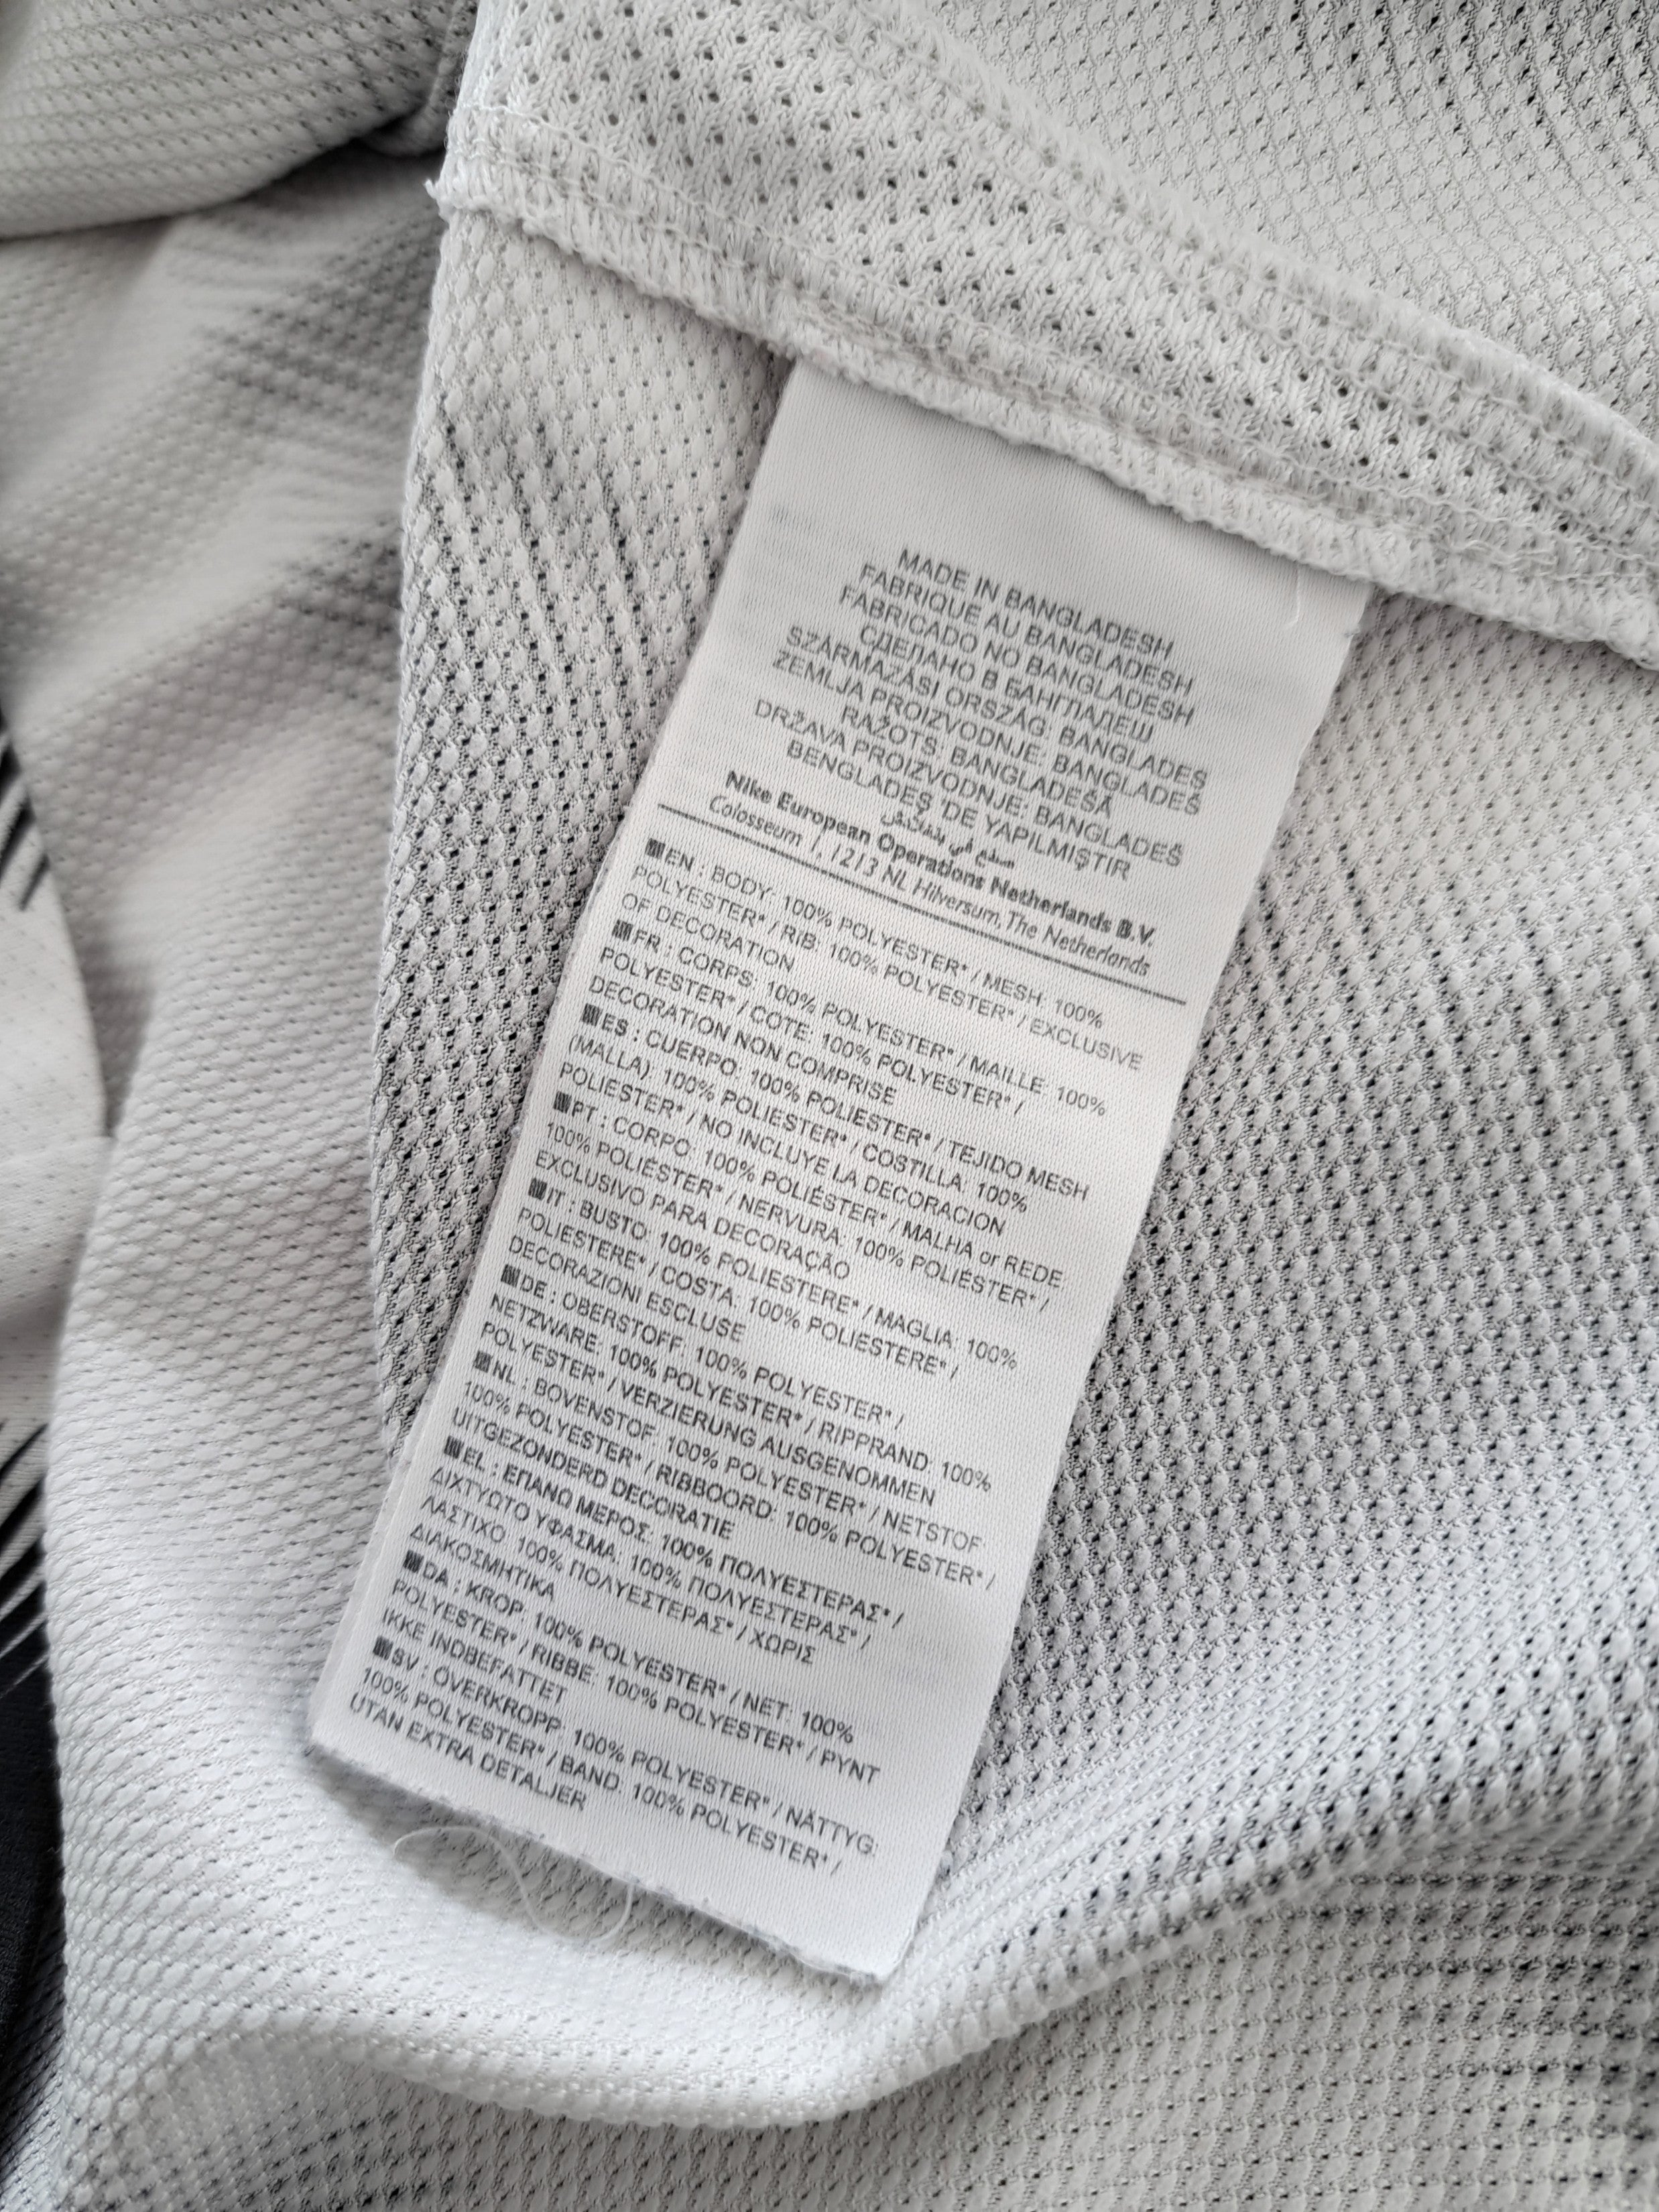 MADE IN BANGLADESH
FABRIQUE AU BANGLADESH
FABRICADO NO BANGLADESH
СДЕЛАНО В БАНГЛАДЕШ
SZÁRMAZÁSI ORSZÁG: BANGLADES
ZEMLJA PROIZVODNJE: BANGLADEŠ
RAŽOTS: BANGLADEŠĀ
DRŽAVA PROIZVODNJE: BANGLADEŠ
BENGLADEŞ 'DE YAPILMIŞTIR
صنع في بنغلادش
Nike European Operations Netherlands B.V.
Colosseum 1, 1213 NL Hilversum, The Netherlands
EN : BODY: 100% POLYESTER* / MESH: 100%
POLYESTER* / RIB: 100% POLYESTER* / EXCLUSIVE
OF DECORATION
FR : CORPS: 100% POLYESTER* / MAILLE: 100%
POLYESTER* / COTE: 100% POLYESTER* /
DECORATION NON COMPRISE
ES : CUERPO: 100% POLIESTER* / TEJIDO MESH
(MALLA): 100% POLIESTER* / COSTILLA: 100%
POLIESTER* / NO INCLUYE LA DECORACION
PT : CORPO: 100% POLIÉSTER* / MALHA or REDE:
100% POLIÉSTER* / NERVURA: 100% POLIÉSTER* /
EXCLUSIVO PARA DECORAÇÃO
IT : BUSTO: 100% POLIESTERE* / MAGLIA: 100%
POLIESTERE* / COSTA: 100% POLIESTERE* /
DECORAZIONI ESCLUSE
DE : OBERSTOFF: 100% POLYESTER* /
NETZWARE: 100% POLYESTER* / RIPPRAND: 100%
POLYESTER* / VERZIERUNG AUSGENOMMEN
NL : BOVENSTOF: 100% POLYESTER* / NETSTOF:
100% POLYESTER* / RIBBOORD: 100% POLYESTER* /
UITGEZONDERD DECORATIE
EL : ΕΠΑΝΩ ΜΕΡΟΣ: 100% ΠΟΛΥΕΣΤΕΡΑΣ* /
ΔΙΧΤΥΩΤΟ ΥΦΑΣΜΑ: 100% ΠΟΛΥΕΣΤΕΡΑΣ* /
ΛΑΣΤΙΧΟ: 100% ΠΟΛΥΕΣΤΕΡΑΣ* / ΧΩΡΙΣ
ΔΙΑΚΟΣΜΗΤΙΚΑ
DA : KROP: 100% POLYESTER* / NET: 100%
POLYESTER* / RIBBE: 100% POLYESTER* / PYNT
IKKE INDBEFATTET
SV : ÖVERKROPP: 100% POLYESTER* / NÄTTYG:
100% POLYESTER* / BAND: 100% POLYESTER* /
UTAN EXTRA DETALJER